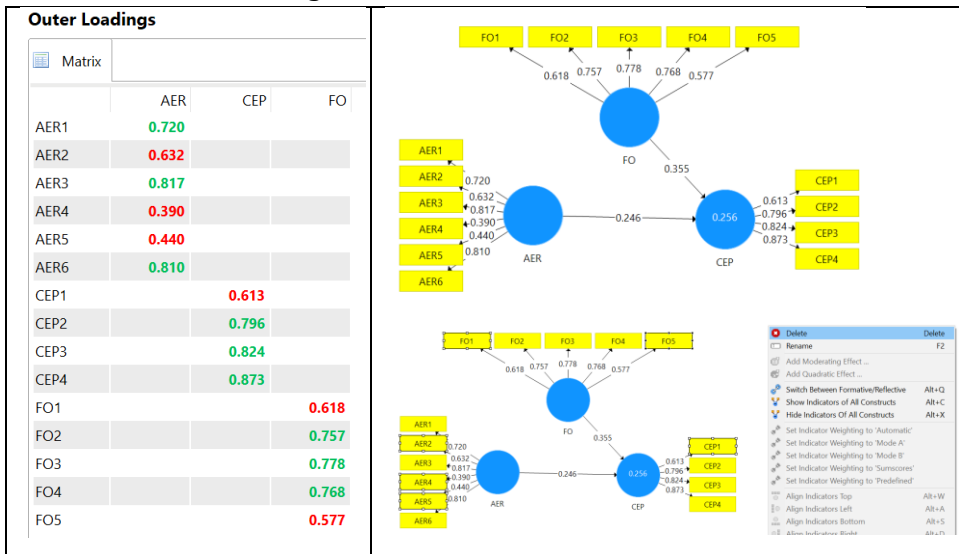 Outer Loadings
Matrix
AER CEP FO
AER1 0.720
AER2 0.632
AER3 0.817
AER4 0.390
AER5 0.440
AER6 0.810
CEP1 0.613
CEP2 0.796
CEP3 0.824
CEP4 0.873
FO1 0.618
FO2 0.757
FO3 0.778
FO4 0.768
FO5 0.577
FO1 FO2 FO3 FO4 FO5
0.618 0.757 0.778 0.768 0.577
FO
0.355
AER1
AER2
AER3
AER4
AER5
AER6
0.720
0.632
0.817
0.390
0.440
0.810
AER
0.246
0.256
CEP
0.613
0.796
0.824
0.873
CEP1
CEP2
CEP3
CEP4
FO1 FO2 FO3 FO4 FO5
0.618 0.757 0.778 0.768 0.577
FO
0.355
AER1
AER2
AER3
AER4
AER5
AER6
0.720
0.632
0.817
0.390
0.440
0.810
AER
0.246
0.256
CEP
0.613
0.796
0.824
0.873
CEP1
CEP2
CEP3
CEP4
Delete Delete
Rename F2
Add Moderating Effect ...
Add Quadratic Effect ...
Switch Between Formative/Reflective Alt+Q
Show Indicators of All Constructs Alt+C
Hide Indicators Of All Constructs Alt+X
Set Indicator Weighting to 'Automatic'
Set Indicator Weighting to 'Mode A'
Set Indicator Weighting to 'Mode B'
Set Indicator Weighting to 'Sumscores'
Set Indicator Weighting to 'Predefined'
Align Indicators Top Alt+W
Align Indicators Left Alt+A
Align Indicators Bottom Alt+S
Align Indicators Right Alt+D